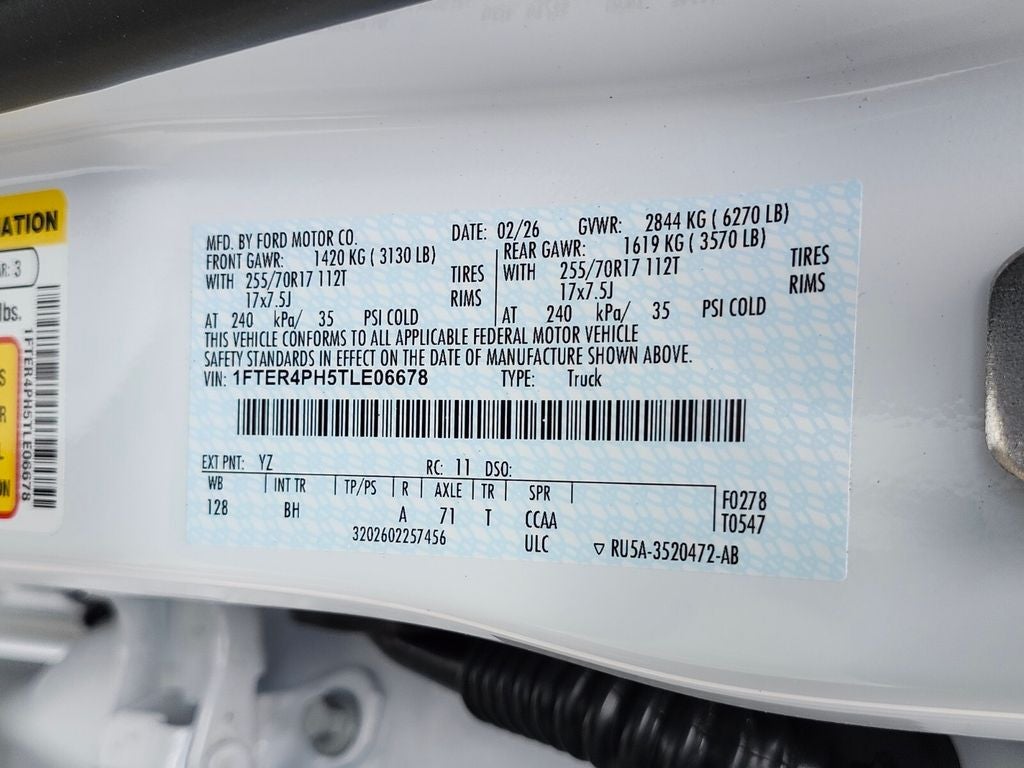 ATION
R: 3
lbs.
1FTER4PH5TLE06678
MFD. BY FORD MOTOR CO. DATE: 02/26 GVWR: 2844 KG ( 6270 LB)
FRONT GAWR: 1420 KG ( 3130 LB) REAR GAWR: 1619 KG ( 3570 LB)
WITH 255/70R17 112T TIRES WITH 255/70R17 112T TIRES
17x7.5J RIMS 17x7.5J RIMS
AT 240 kPa/ 35 PSI COLD AT 240 kPa/ 35 PSI COLD
THIS VEHICLE CONFORMS TO ALL APPLICABLE FEDERAL MOTOR VEHICLE
SAFETY STANDARDS IN EFFECT ON THE DATE OF MANUFACTURE SHOWN ABOVE.
VIN: 1FTER4PH5TLE06678 TYPE: Truck
EXT PNT: YZ RC: 11 DSO:
WB INT TR TP/PS R AXLE TR SPR F0278
128 BH A 71 T CCAA T0547
3202602257456 ULC ▽ RU5A-3520472-AB